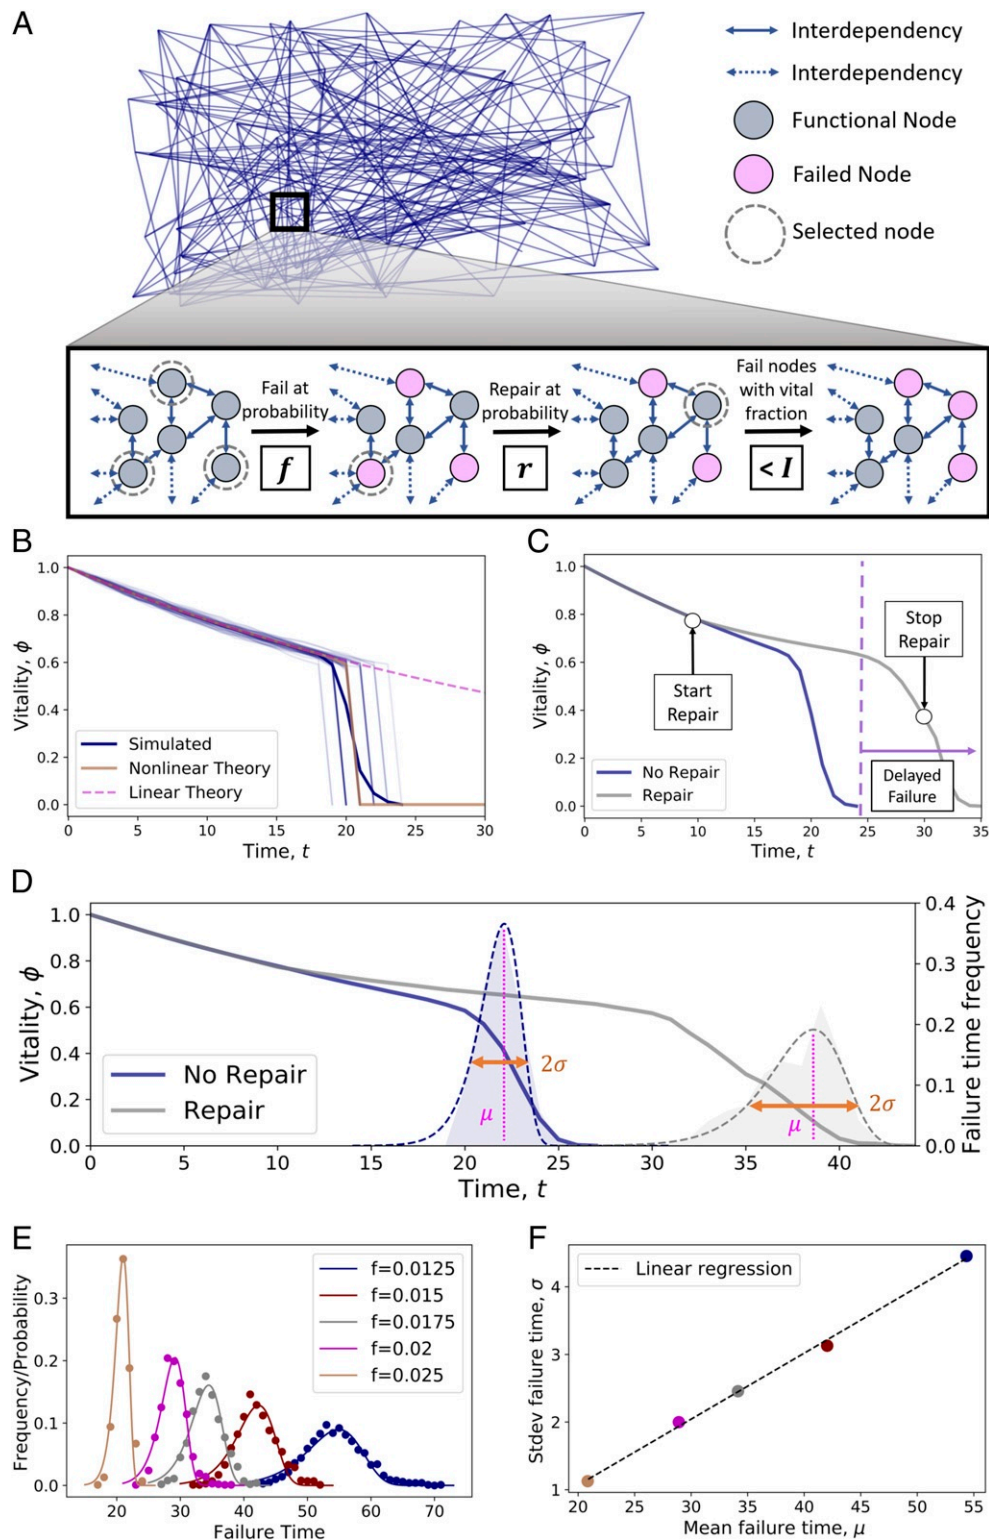 A
Interdependency
Interdependency
Functional Node
Failed Node
Selected node
Fail at
probability
f
Repair at
probability
r
Fail nodes
with vital
fraction
< I
B
Vitality, ϕ
1.0
0.8
0.6
0.4
0.2
0.0
Simulated
Nonlinear Theory
Linear Theory
0 5 10 15 20 25 30
Time, t
C
Vitality, ϕ
1.0
0.8
0.6
0.4
0.2
0.0
Start
Repair
Stop
Repair
No Repair
Repair
Delayed
Failure
0 5 10 15 20 25 30 35
Time, t
D
Vitality, ϕ
1.0
0.8
0.6
0.4
0.2
0.0
No Repair
Repair
2σ
μ
2σ
μ
0.4
0.3
0.2
0.1
0.0
Failure time frequency
0 5 10 15 20 25 30 35 40
Time, t
E
Frequency/Probability
0.3
0.2
0.1
0.0
f=0.0125
f=0.015
f=0.0175
f=0.02
f=0.025
20 30 40 50 60 70
Failure Time
F
Stdev failure time, σ
4
3
2
1
Linear regression
20 25 30 35 40 45 50 55
Mean failure time, μ